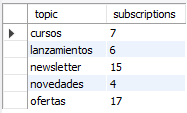 topic subscriptions
cursos 7
lanzamientos 6
newsletter 15
novedades 4
ofertas 17